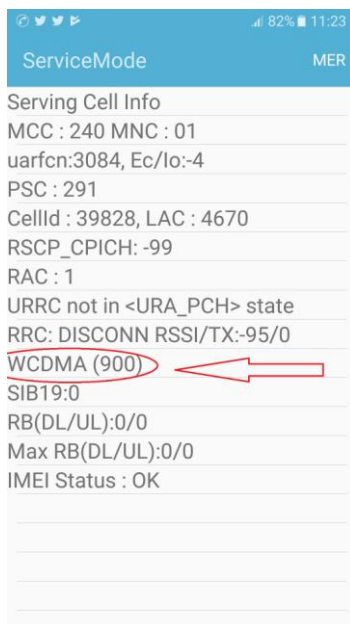 82% 11:23
ServiceMode MER
Serving Cell Info
MCC : 240 MNC : 01
uarfcn:3084, Ec/Io:-4
PSC : 291
CellId : 39828, LAC : 4670
RSCP_CPICH: -99
RAC : 1
URRC not in <URA_PCH> state
RRC: DISCONN RSSI/TX:-95/0
WCDMA (900)
SIB19:0
RB(DL/UL):0/0
Max RB(DL/UL):0/0
IMEI Status : OK